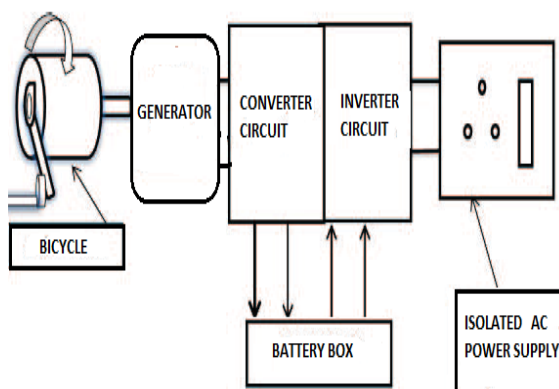 GENERATOR
CONVERTER
CIRCUIT
INVERTER
CIRCUIT
BICYCLE
BATTERY BOX
ISOLATED AC
POWER SUPPLY